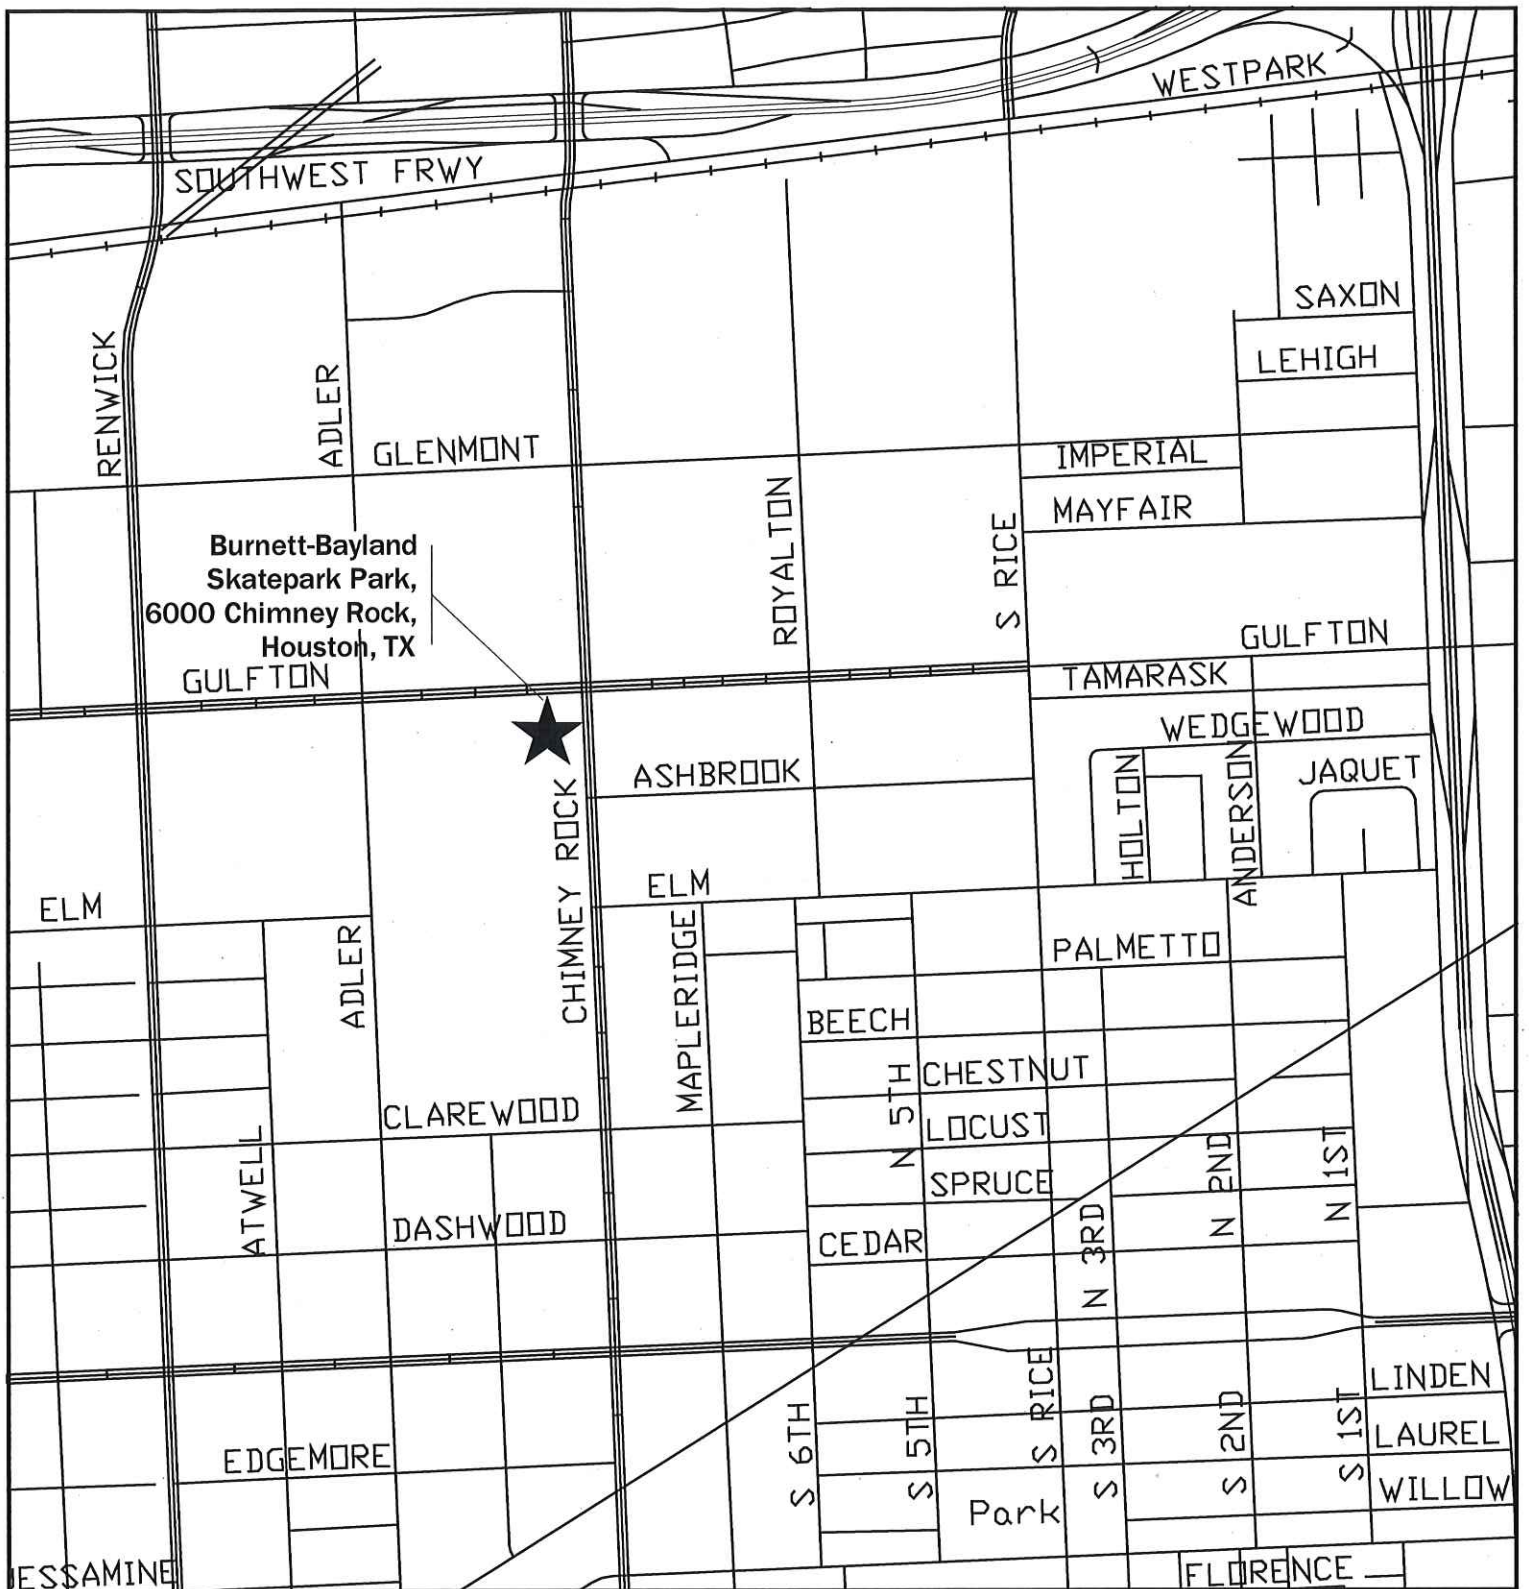 WESTPARK
SOUTHWEST FRWY
SAXON
RENWICK
LEHIGH
ADLER
GLENMONT
IMPERIAL
ROYALTON
MAYFAIR
S RICE
Burnett-Bayland
Skatepark Park,
6000 Chimney Rock,
Houston, TX
GULFTON
GULFTON
TAMARASK
WEDGEWOOD
ASHBROOK
HOLTON
ANDERSON
JAQUET
CHIMNEY ROCK
ELM
ELM
ADLER
MAPLERIDGE
PALMETTO
BEECH
N 5TH
CHESTNUT
CLAREWOOD
LOCUST
ATWELL
SPRUCE
N 2ND
N 1ST
DASHWOOD
CEDAR
N 3RD
S RICE
LINDEN
S 6TH
S 5TH
S 3RD
S 2ND
S 1ST
LAUREL
EDGEMORE
WILLOW
Park
ESSAMINE
FLORENCE